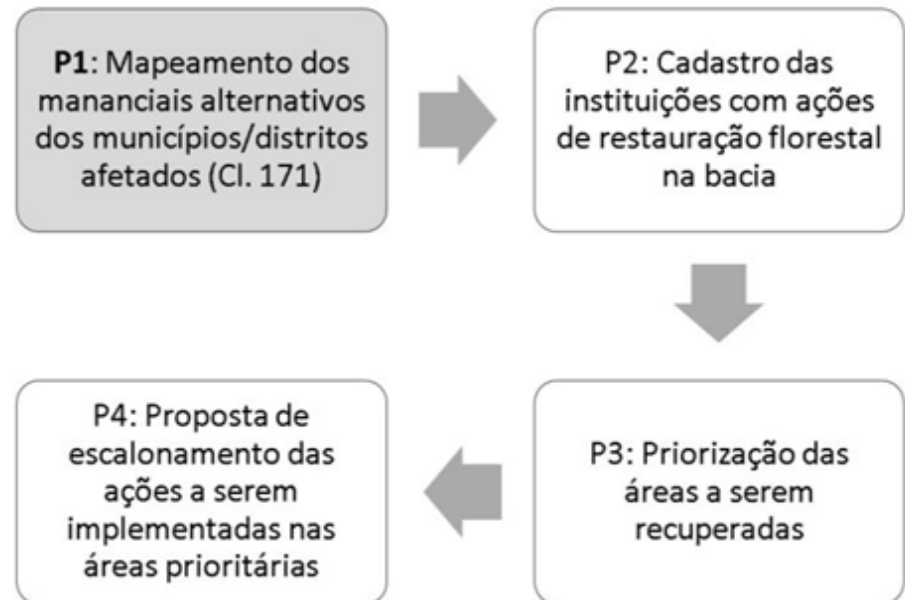 P1: Mapeamento dos
mananciais alternativos
dos municípios/distritos
afetados (Cl. 171)
P2: Cadastro das
instituições com ações
de restauração florestal
na bacia
P3: Priorização das
áreas a serem
recuperadas
P4: Proposta de
escalonamento das
ações a serem
implementadas nas
áreas prioritárias